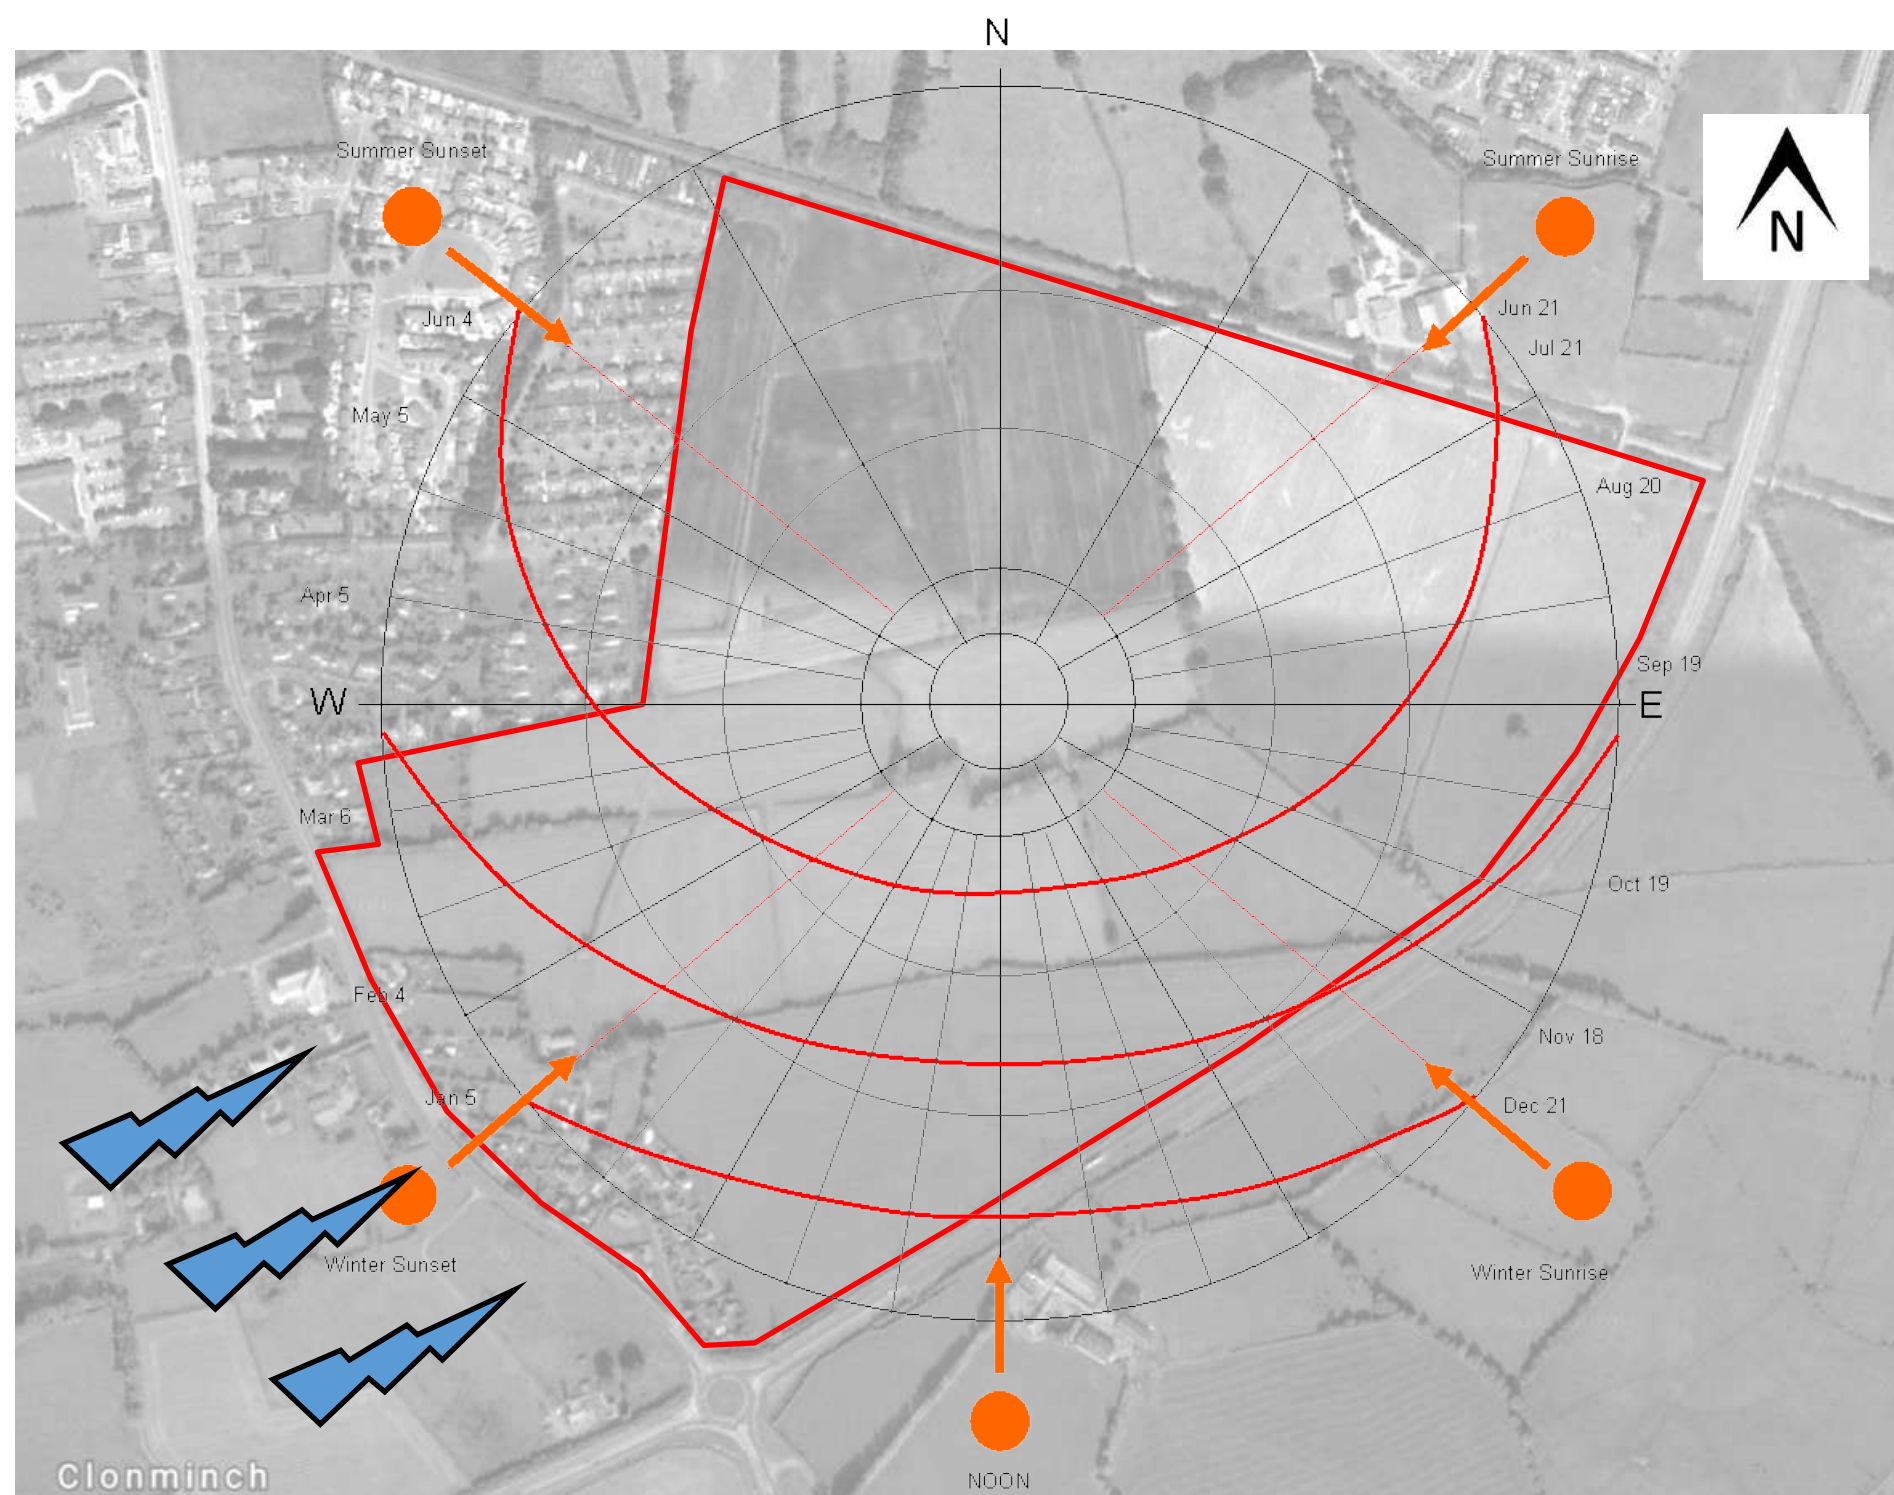 N
Summer Sunset
Summer Sunrise
N
Jun 4
Jun 21
Jul 21
May 5
Aug 20
Apr 5
Sep 19
W
E
Mar 6
Oct 19
Feb 4
Nov 18
Jan 5
Dec 21
Winter Sunset
Winter Sunrise
NOON
Clonminch